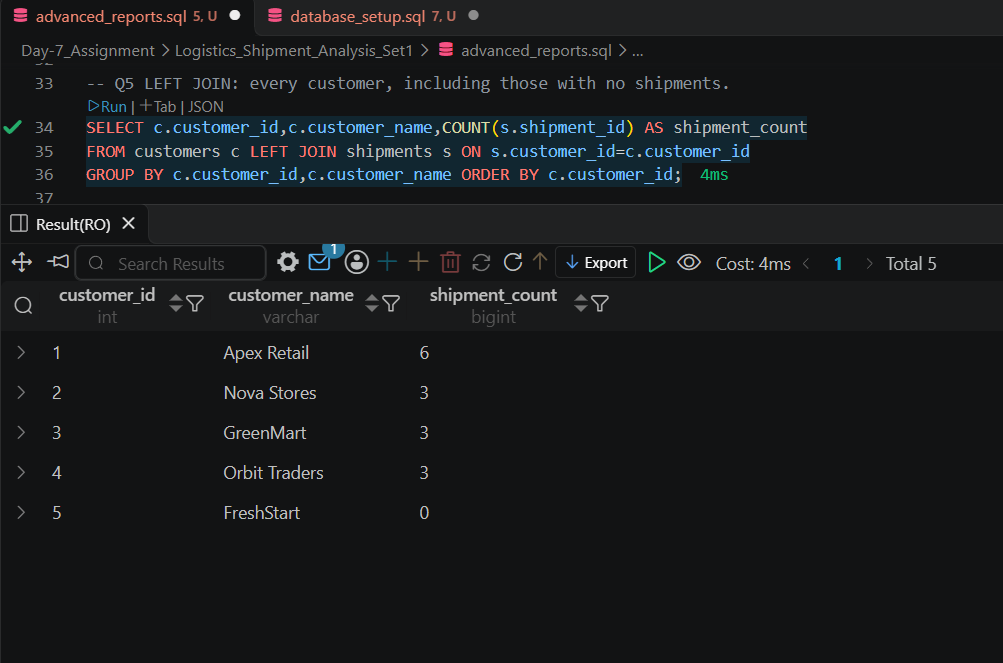 advanced_reports.sql 5, U
database_setup.sql 7, U
Day-7_Assignment > Logistics_Shipment_Analysis_Set1 > advanced_reports.sql > ...
33 -- Q5 LEFT JOIN: every customer, including those with no shipments.
Run | Tab | JSON
34 SELECT c.customer_id,c.customer_name,COUNT(s.shipment_id) AS shipment_count
35 FROM customers c LEFT JOIN shipments s ON s.customer_id=c.customer_id
36 GROUP BY c.customer_id,c.customer_name ORDER BY c.customer_id; 4ms
37
Result(RO)
Search Results 1 Export Cost: 4ms < 1 > Total 5
customer_id customer_name shipment_count
int varchar bigint
1 Apex Retail 6
2 Nova Stores 3
3 GreenMart 3
4 Orbit Traders 3
5 FreshStart 0